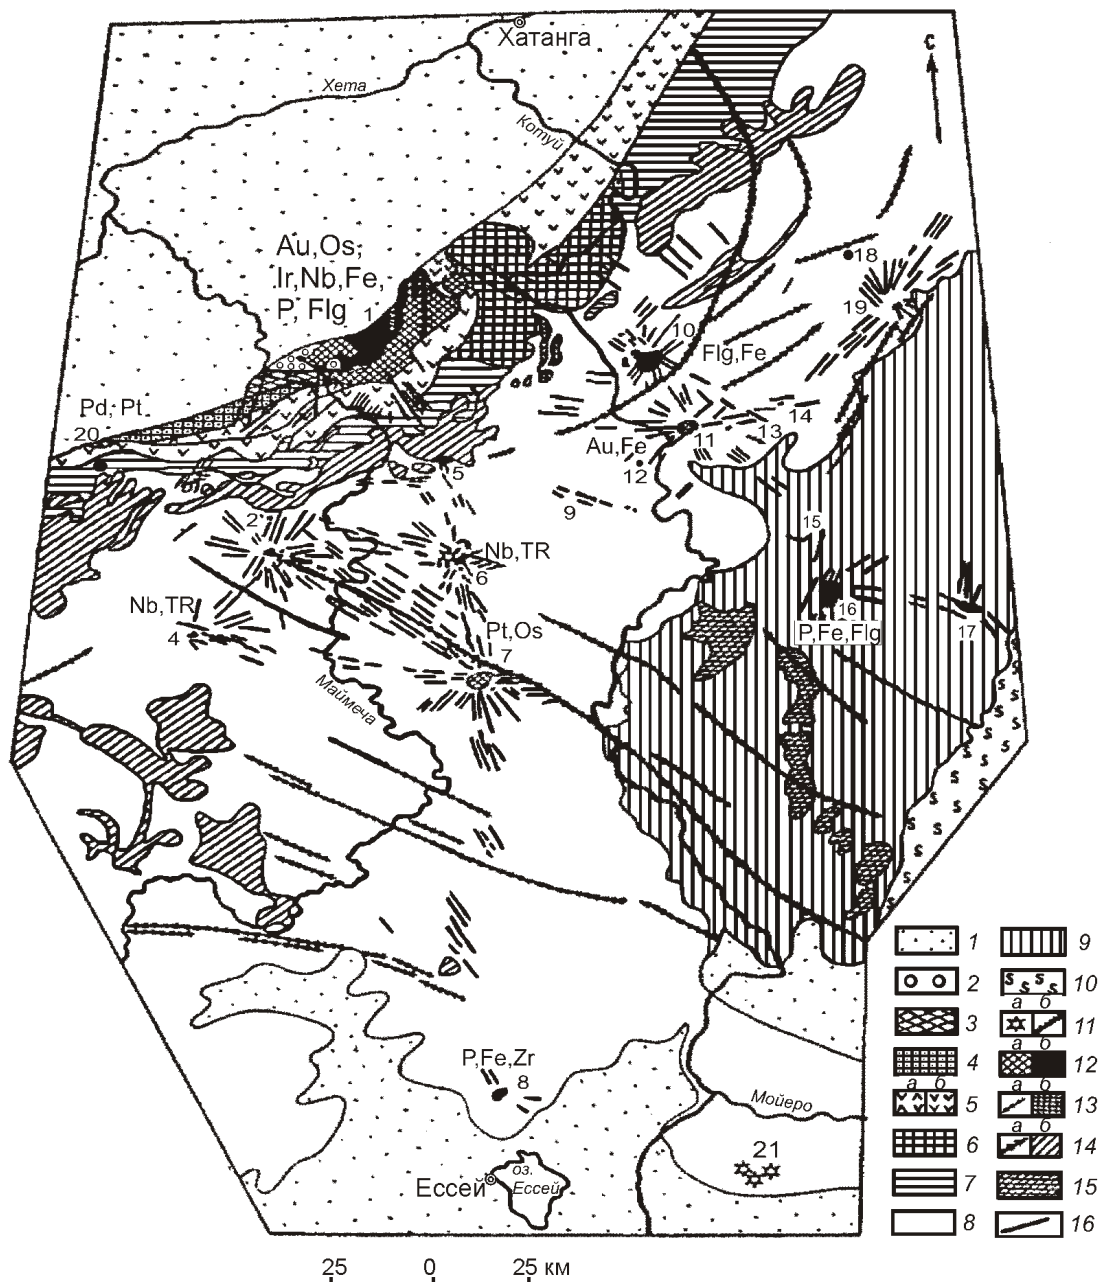 Хатанга
С
Хета
Котуй
Au,Os,
Ir,Nb,Fe,
P, Flg
1
18
19
10
Flg,Fe
14
13
Pd, Pt
20
Au,Fe
11
12
5
9
2
15
Nb,TR
6
Nb,TR
4
16
P,Fe,Flg
17
Pt,Os
7
Маймеча
P,Fe,Zr
8
Мойеро
21
Ессей
оз.
Ессей
25 0 25 км
1
2
3
4
а б
5
6
7
8
9
10
а б
11
а б
12
а б
13
а б
14
15
16